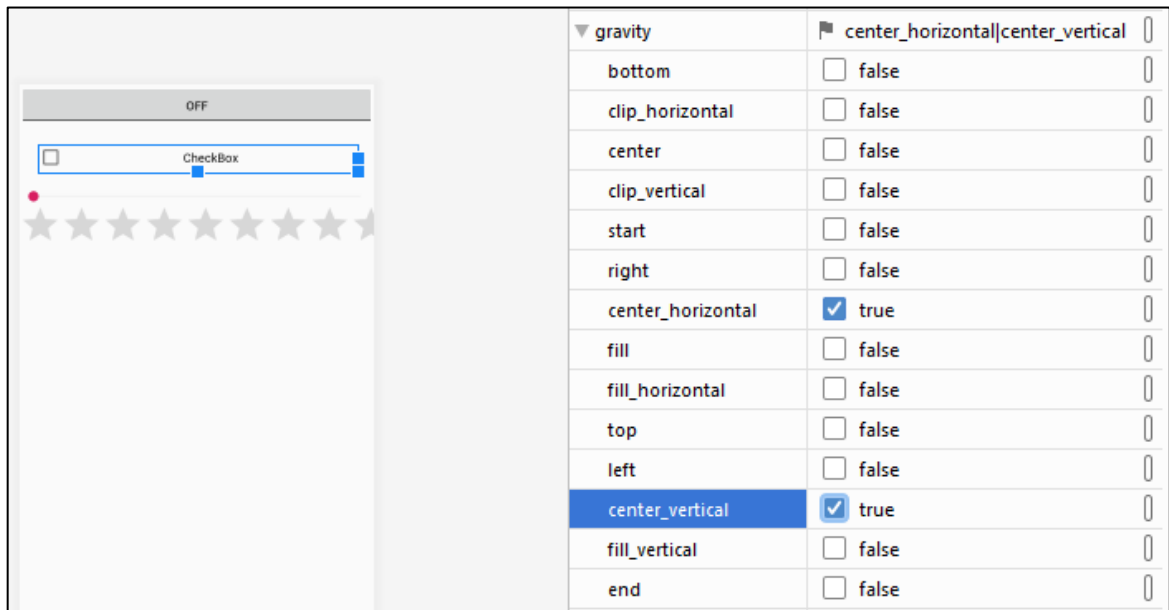 OFF
CheckBox
gravity center_horizontal|center_vertical
bottom false
clip_horizontal false
center false
clip_vertical false
start false
right false
center_horizontal true
fill false
fill_horizontal false
top false
left false
center_vertical true
fill_vertical false
end false